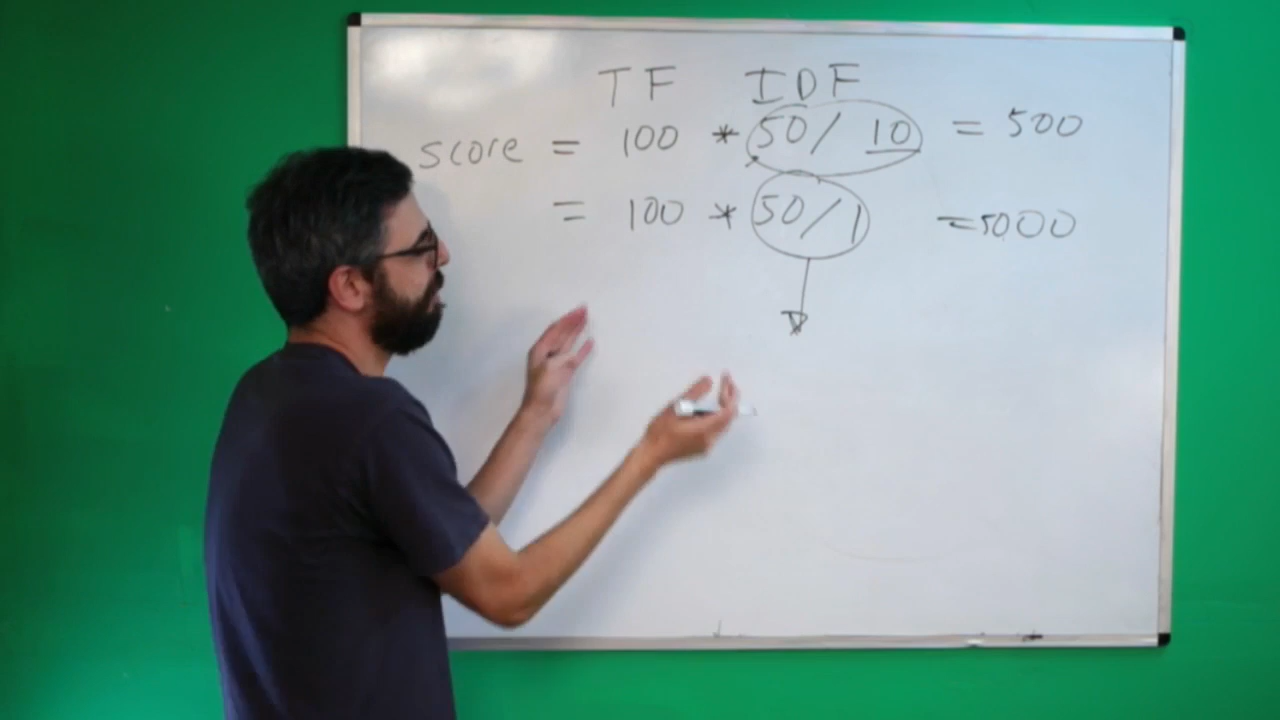 TF IDF
score = 100 * 50 / 10 = 500
= 100 * 50 / 1 = 5000